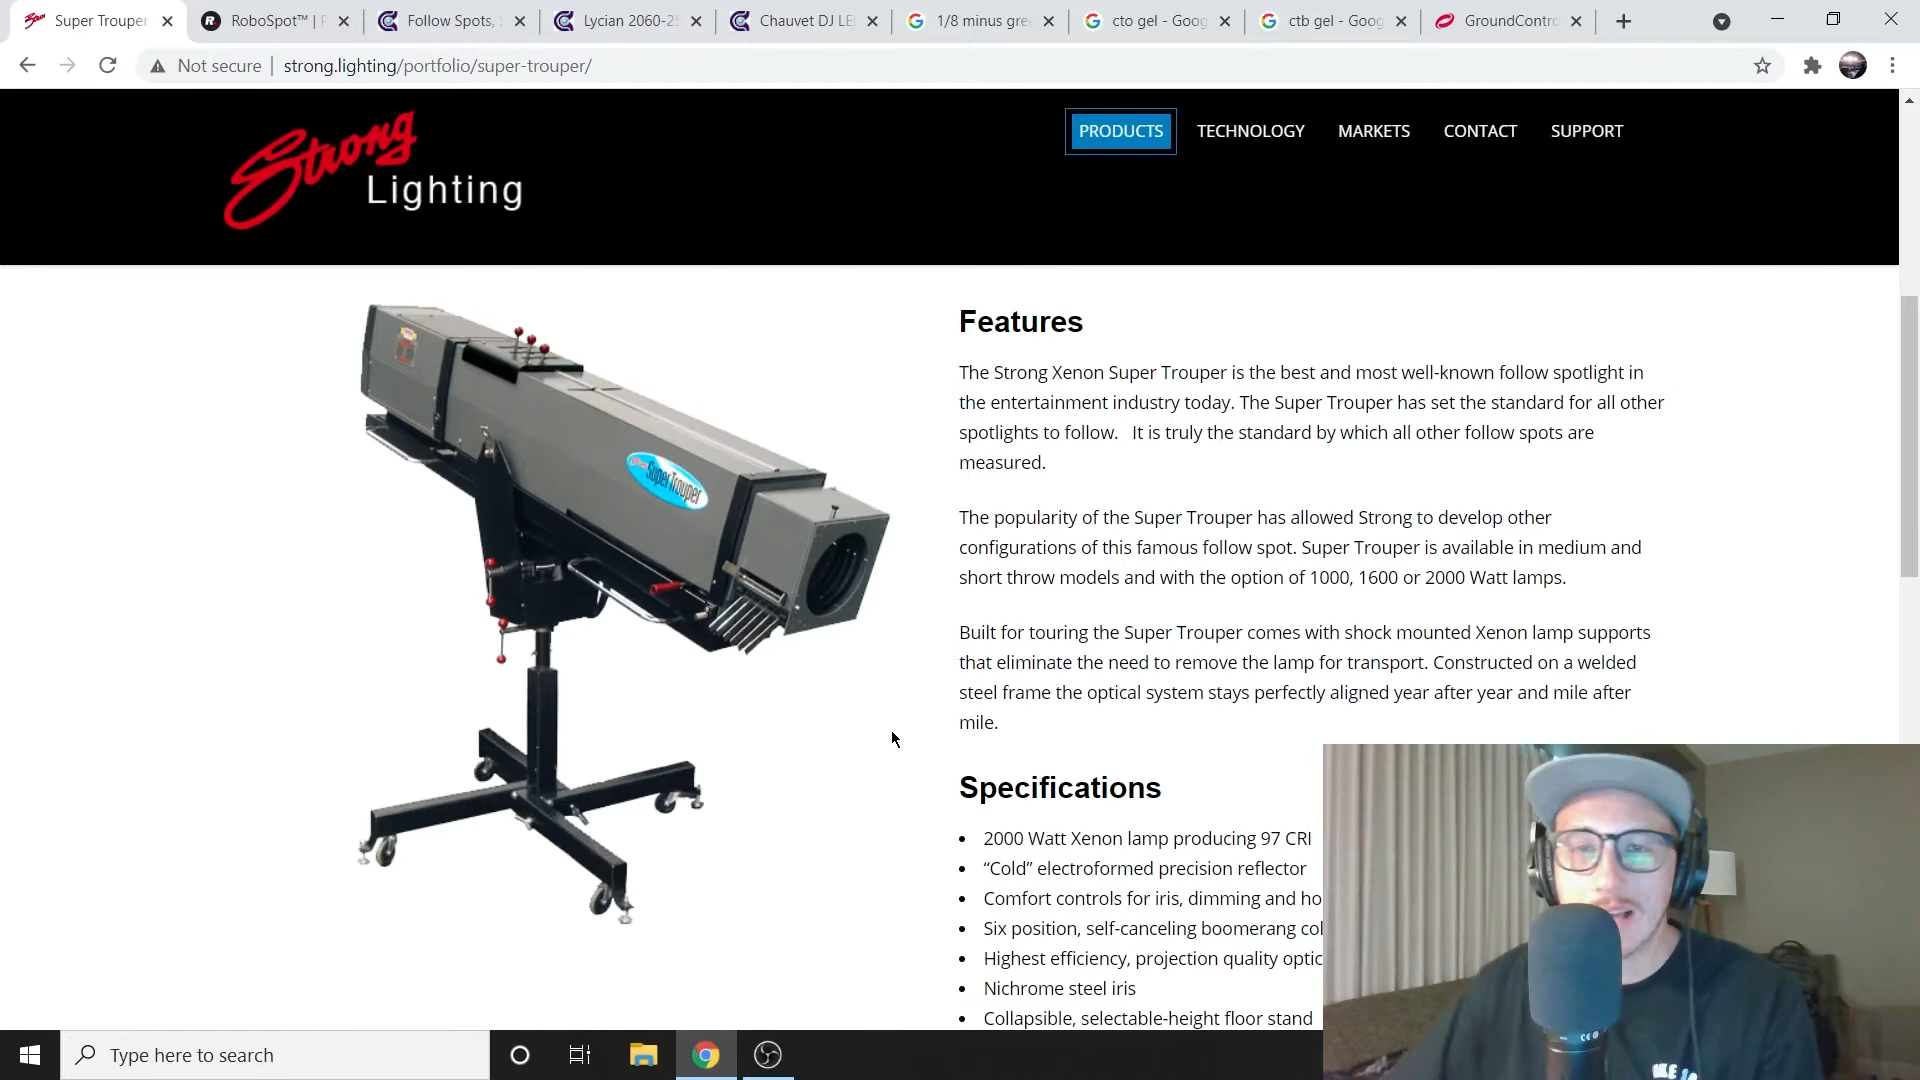 Super Trouper
RoboSpot™ | P
Follow Spots,
Lycian 2060-2
Chauvet DJ LE
1/8 minus gre
cto gel - Goog
ctb gel - Goog
GroundContro
Not secure
strong.lighting/portfolio/super-trouper/
Strong
Lighting
PRODUCTS
TECHNOLOGY
MARKETS
CONTACT
SUPPORT
SuperTrouper
Features
The Strong Xenon Super Trouper is the best and most well-known follow spotlight in
the entertainment industry today. The Super Trouper has set the standard for all other
spotlights to follow. It is truly the standard by which all other follow spots are
measured.
The popularity of the Super Trouper has allowed Strong to develop other
configurations of this famous follow spot. Super Trouper is available in medium and
short throw models and with the option of 1000, 1600 or 2000 Watt lamps.
Built for touring the Super Trouper comes with shock mounted Xenon lamp supports
that eliminate the need to remove the lamp for transport. Constructed on a welded
steel frame the optical system stays perfectly aligned year after year and mile after
mile.
Specifications
• 2000 Watt Xenon lamp producing 97 CRI
• “Cold” electroformed precision reflector
• Comfort controls for iris, dimming and ho
• Six position, self-canceling boomerang col
• Highest efficiency, projection quality optic
• Nichrome steel iris
• Collapsible, selectable-height floor stand
Type here to search